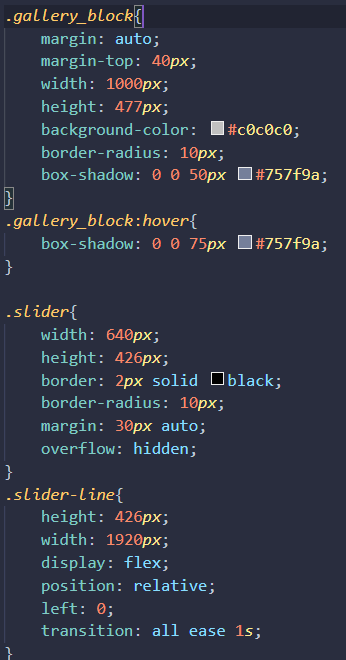 .gallery_block{
margin: auto;
margin-top: 40px;
width: 1000px;
height: 477px;
background-color: #c0c0c0;
border-radius: 10px;
box-shadow: 0 0 50px #757f9a;
}
.gallery_block:hover{
box-shadow: 0 0 75px #757f9a;
}
.slider{
width: 640px;
height: 426px;
border: 2px solid black;
border-radius: 10px;
margin: 30px auto;
overflow: hidden;
}
.slider-line{
height: 426px;
width: 1920px;
display: flex;
position: relative;
left: 0;
transition: all ease 1s;
}